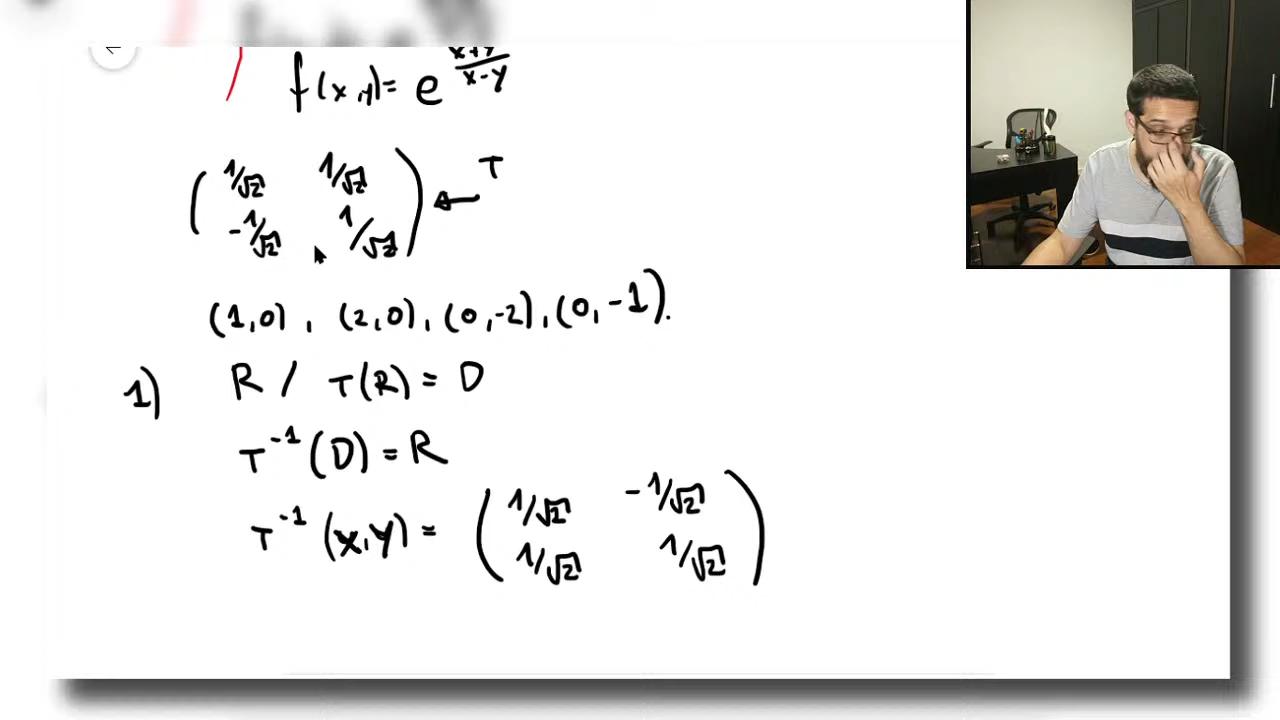 f(x,y)= e^{\frac{x+y}{x-y}}
( 1/√2 1/√2 ) ← T
( -1/√2 1/√2 )
(1,0) , (2,0) , (0,-2) , (0,-1).
1) R / T(R) = D
T^{-1} (D) = R
T^{-1} (x,y) = ( 1/√2 -1/√2 )
( 1/√2 1/√2 )